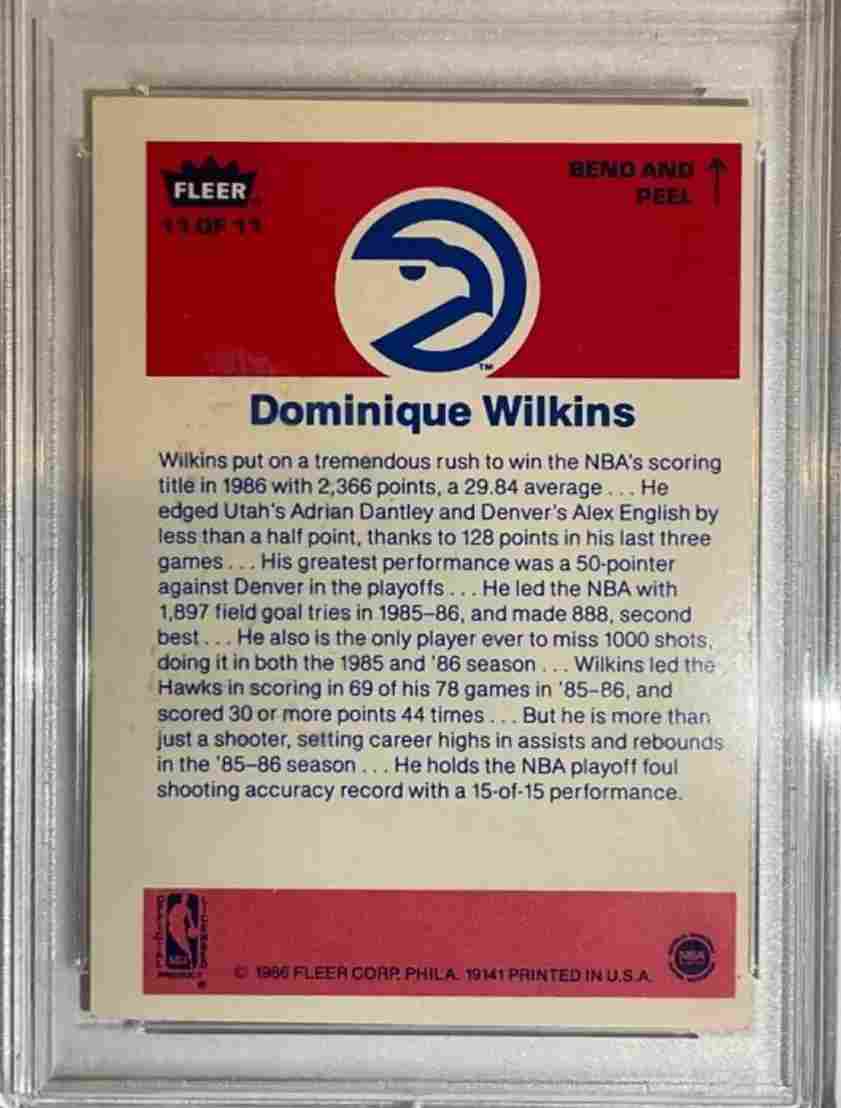 FLEER
11 OF 11
BEND AND
PEEL
TM
Dominique Wilkins
Wilkins put on a tremendous rush to win the NBA's scoring
title in 1986 with 2,366 points, a 29.84 average . . . He
edged Utah's Adrian Dantley and Denver's Alex English by
less than a half point, thanks to 128 points in his last three
games . . . His greatest performance was a 50-pointer
against Denver in the playoffs . . . He led the NBA with
1,897 field goal tries in 1985–86, and made 888, second
best . . . He also is the only player ever to miss 1000 shots,
doing it in both the 1985 and '86 season . . . Wilkins led the
Hawks in scoring in 69 of his 78 games in '85–86, and
scored 30 or more points 44 times . . . But he is more than
just a shooter, setting career highs in assists and rebounds
in the '85–86 season . . . He holds the NBA playoff foul
shooting accuracy record with a 15-of-15 performance.
PRODUCT
© 1986 FLEER CORP. PHILA. 19141 PRINTED IN U.S.A.
NBA